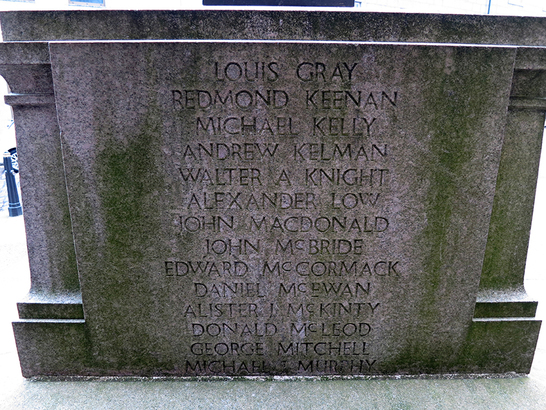 LOUIS GRAY
REDMOND KEENAN
MICHAEL KELLY
ANDREW KELMAN
WALTER A KNIGHT
ALEXANDER LOW
JOHN MACDONALD
JOHN McBRIDE
EDWARD McCORMACK
DANIEL McEWAN
ALISTER J McKINTY
DONALD McLEOD
GEORGE MITCHELL
MICHAEL J MURPHY